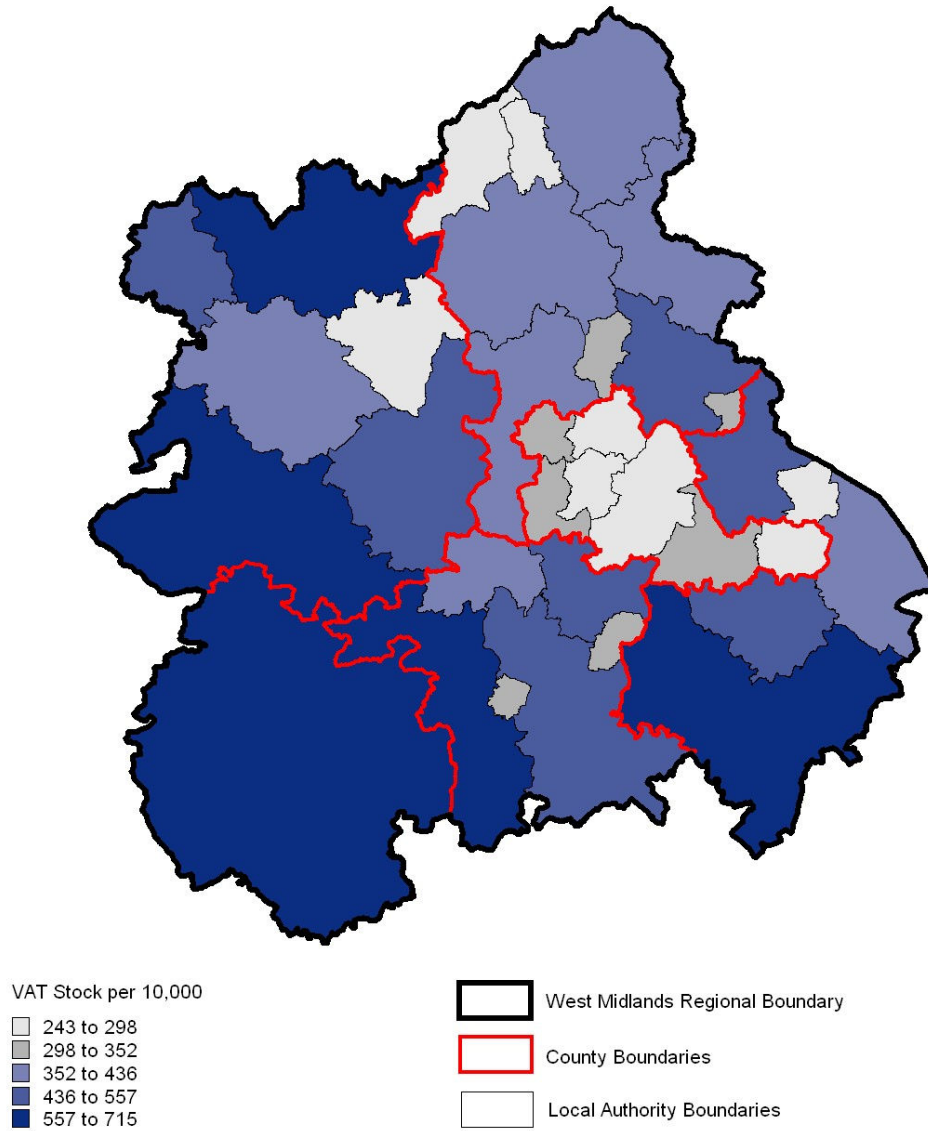 VAT Stock per 10,000
243 to 298
298 to 352
352 to 436
436 to 557
557 to 715
West Midlands Regional Boundary
County Boundaries
Local Authority Boundaries